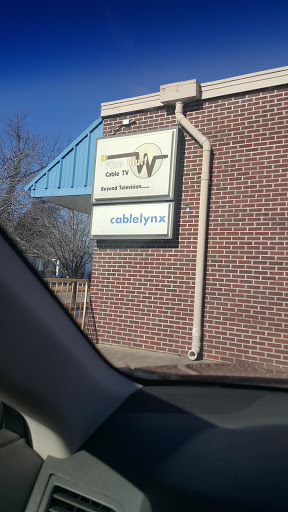 W
Cable TV
Beyond Television......
cablelynx